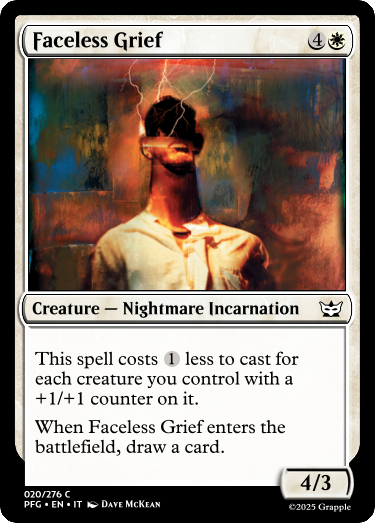 Faceless Grief 4
Creature — Nightmare Incarnation
This spell costs 1 less to cast for
each creature you control with a
+1/+1 counter on it.
When Faceless Grief enters the
battlefield, draw a card.
4/3
020/276 C
PFG • EN • IT Dave McKean
©2025 Grapple